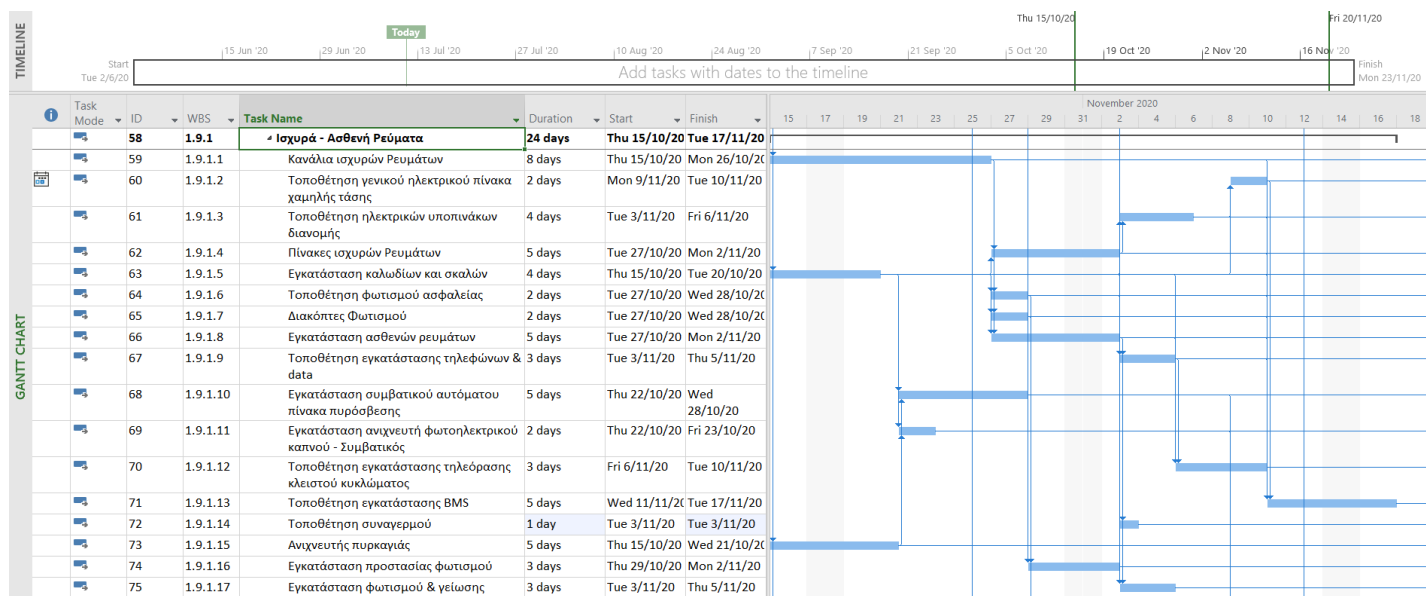 Thu 15/10/20 Fri 20/11/20
Today
15 Jun '20 29 Jun '20 13 Jul '20 27 Jul '20 10 Aug '20 24 Aug '20 7 Sep '20 21 Sep '20 5 Oct '20 19 Oct '20 2 Nov '20 16 Nov '20
TIMELINE
Start
Tue 2/6/20
Add tasks with dates to the timeline
Finish
Mon 23/11/20
Task Mode ID WBS Task Name Duration Start Finish
November 2020
15 17 19 21 23 25 27 29 31 2 4 6 8 10 12 14 16 18
GANTT CHART
58 1.9.1 Ισχυρά - Ασθενή Ρεύματα 24 days Thu 15/10/20 Tue 17/11/20
59 1.9.1.1 Κανάλια ισχυρών Ρευμάτων 8 days Thu 15/10/20 Mon 26/10/20
60 1.9.1.2 Τοποθέτηση γενικού ηλεκτρικού πίνακα 2 days Mon 9/11/20 Tue 10/11/20
χαμηλής τάσης
61 1.9.1.3 Τοποθέτηση ηλεκτρικών υποπινάκων 4 days Tue 3/11/20 Fri 6/11/20
διανομής
62 1.9.1.4 Πίνακες ισχυρών Ρευμάτων 5 days Tue 27/10/20 Mon 2/11/20
63 1.9.1.5 Εγκατάσταση καλωδίων και σκαλών 4 days Thu 15/10/20 Tue 20/10/20
64 1.9.1.6 Τοποθέτηση φωτισμού ασφαλείας 2 days Tue 27/10/20 Wed 28/10/20
65 1.9.1.7 Διακόπτες Φωτισμού 2 days Tue 27/10/20 Wed 28/10/20
66 1.9.1.8 Εγκατάσταση ασθενών ρευμάτων 5 days Tue 27/10/20 Mon 2/11/20
67 1.9.1.9 Τοποθέτηση εγκατάστασης τηλεφώνων & 3 days Tue 3/11/20 Thu 5/11/20
data
68 1.9.1.10 Εγκατάσταση συμβατικού αυτόματου 5 days Thu 22/10/20 Wed
πίνακα πυρόσβεσης 28/10/20
69 1.9.1.11 Εγκατάσταση ανιχνευτή φωτοηλεκτρικού 2 days Thu 22/10/20 Fri 23/10/20
καπνού - Συμβατικός
70 1.9.1.12 Τοποθέτηση εγκατάστασης τηλεόρασης 3 days Fri 6/11/20 Tue 10/11/20
κλειστού κυκλώματος
71 1.9.1.13 Τοποθέτηση εγκατάστασης BMS 5 days Wed 11/11/20 Tue 17/11/20
72 1.9.1.14 Τοποθέτηση συναγερμού 1 day Tue 3/11/20 Tue 3/11/20
73 1.9.1.15 Ανιχνευτής πυρκαγιάς 5 days Thu 15/10/20 Wed 21/10/20
74 1.9.1.16 Εγκατάσταση προστασίας φωτισμού 3 days Thu 29/10/20 Mon 2/11/20
75 1.9.1.17 Εγκατάσταση φωτισμού & γείωσης 3 days Tue 3/11/20 Thu 5/11/20